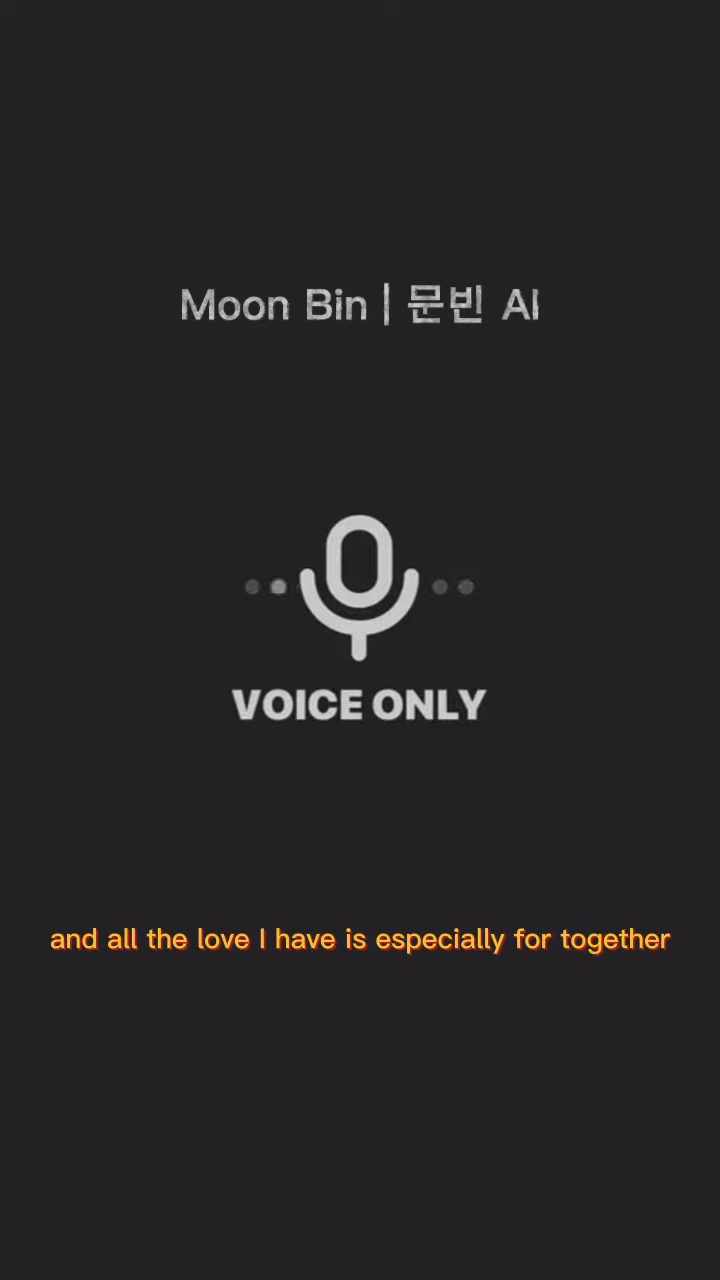 Moon Bin | 문빈 AI
VOICE ONLY
and all the love I have is especially for together